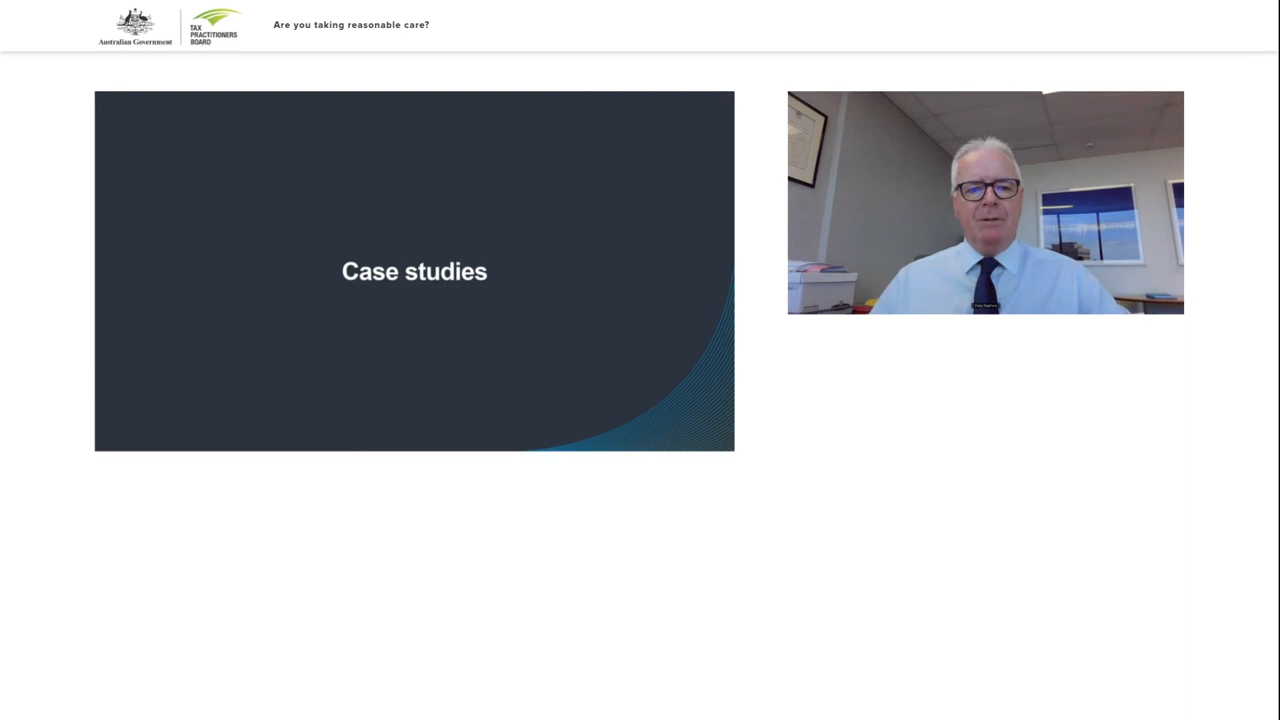 Australian Government
TAX
PRACTITIONERS
BOARD
Are you taking reasonable care?
Case studies